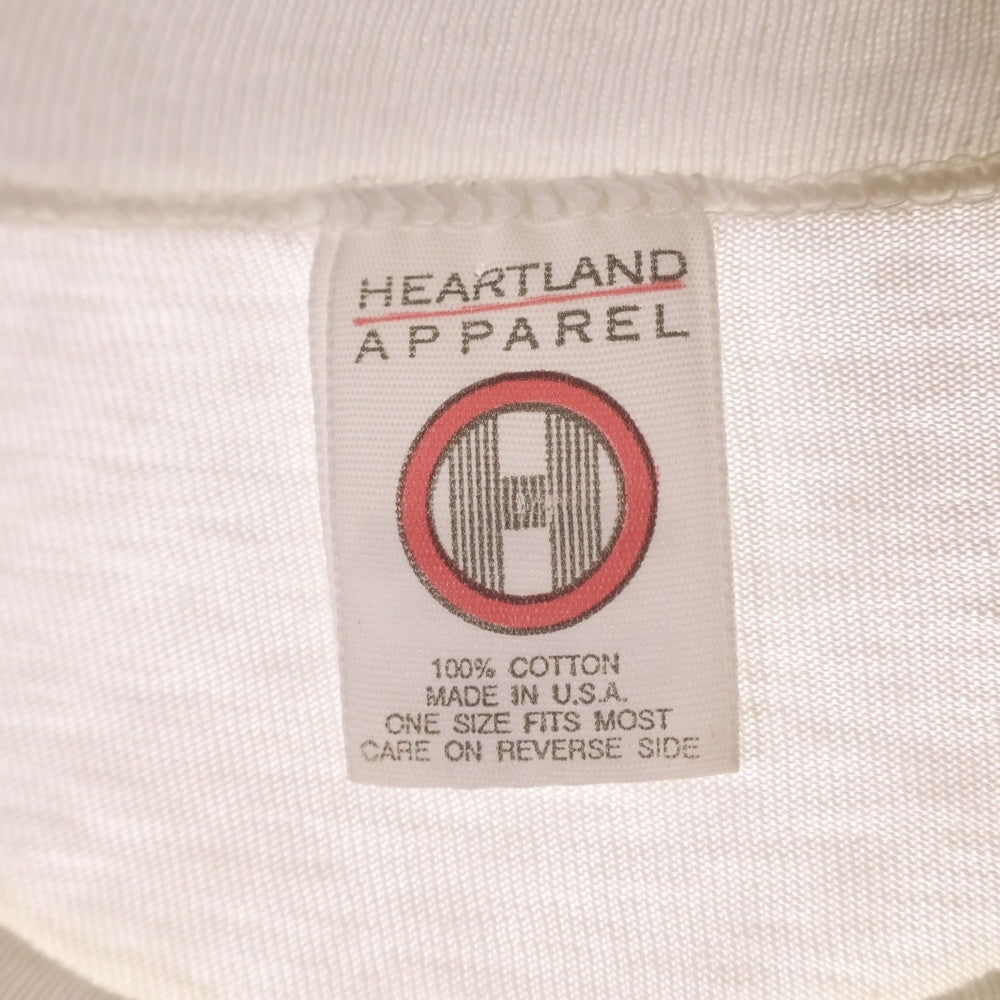 HEARTLAND
APPAREL
H
100% COTTON
MADE IN U.S.A.
ONE SIZE FITS MOST
CARE ON REVERSE SIDE